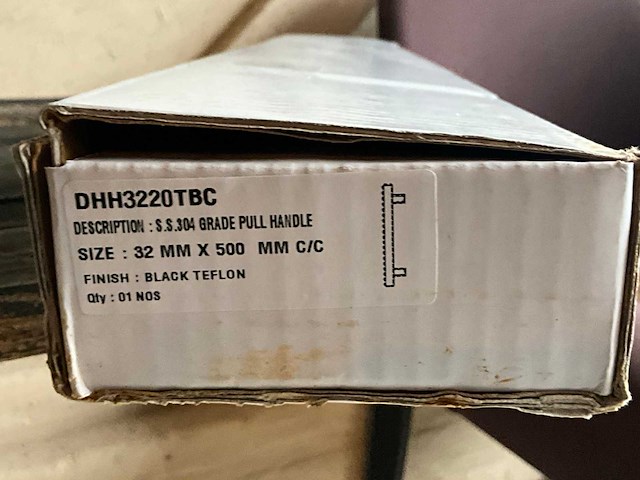 DHH3220TBC
DESCRIPTION : S.S.304 GRADE PULL HANDLE
SIZE : 32 MM X 500 MM C/C
FINISH : BLACK TEFLON
Qty : 01 NOS